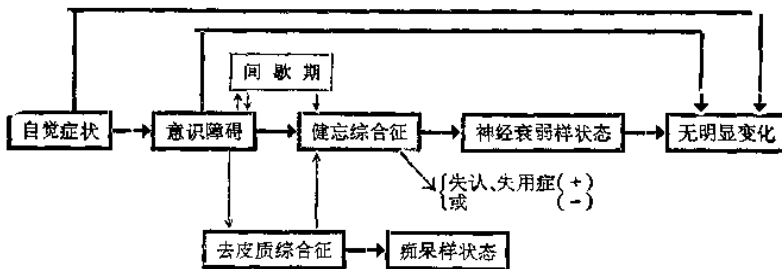 间歇期
自觉症状
意识障碍
健忘综合征
神经衰弱样状态
无明显变化
失认、失用症(+)
或 (-)
去皮质综合征
痴呆样状态